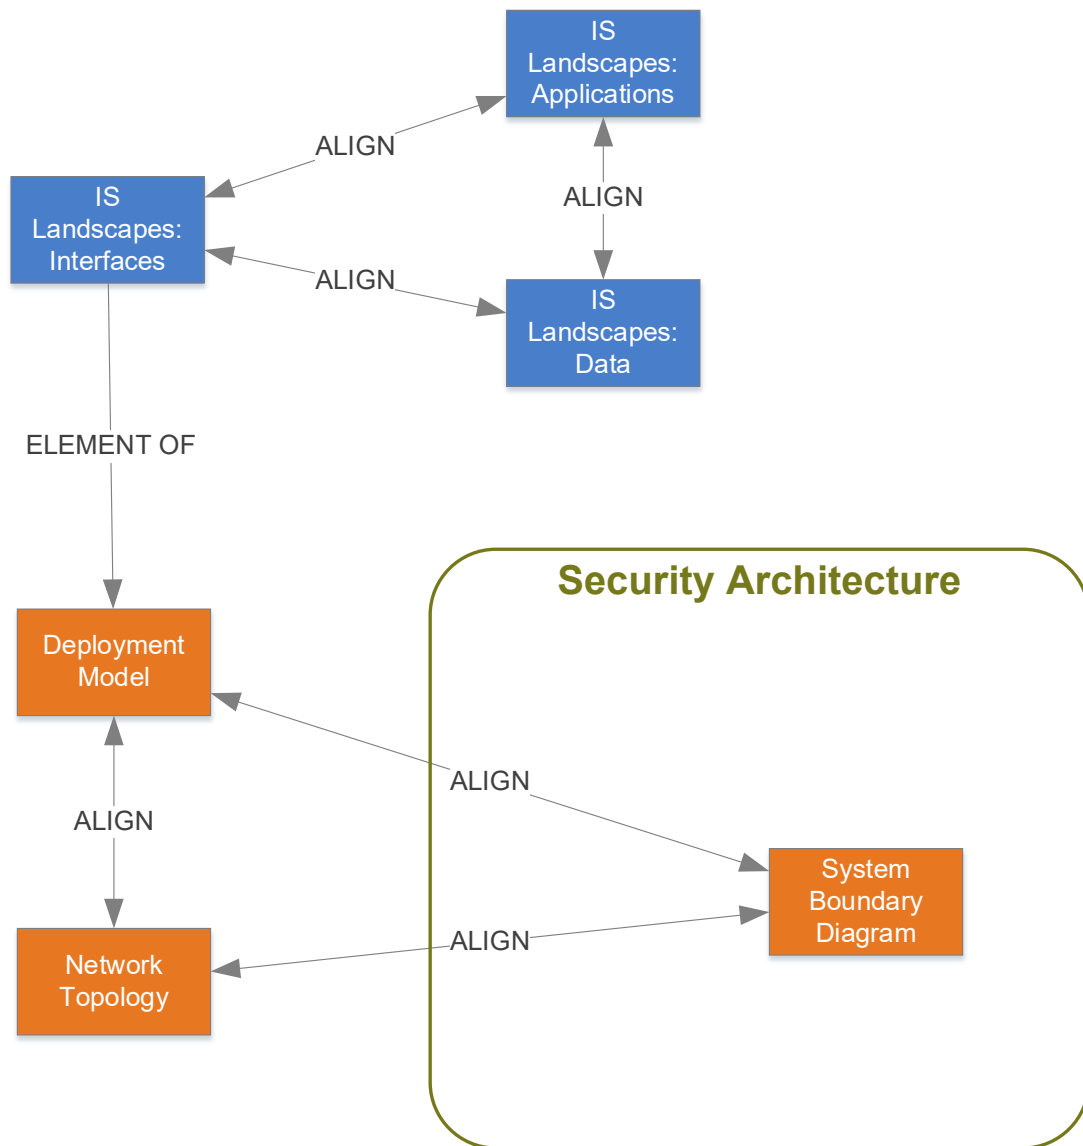 IS
Landscapes:
Applications
ALIGN
ALIGN
IS
Landscapes:
Interfaces
ALIGN
IS
Landscapes:
Data
ELEMENT OF
Security Architecture
Deployment
Model
ALIGN
ALIGN
System
Boundary
Diagram
ALIGN
Network
Topology